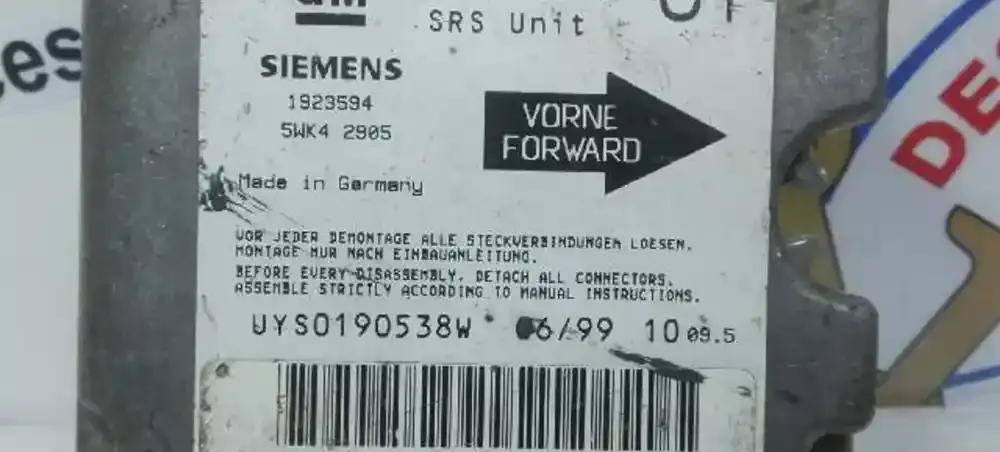 GM
SRS Unit
SIEMENS
1923594
5WK4 2905
VORNE
FORWARD
Made in Germany
VOR JEDER DEMONTAGE ALLE STECKVERBINDUNGEN LOESEN.
MONTAGE NUR NACH EINBAUANLEITUNG.
BEFORE EVERY DISASSEMBLY, DETACH ALL CONNECTORS.
ASSEMBLE STRICTLY ACCORDING TO MANUAL INSTRUCTIONS.
UYS0190538W 06/99 10 09.5